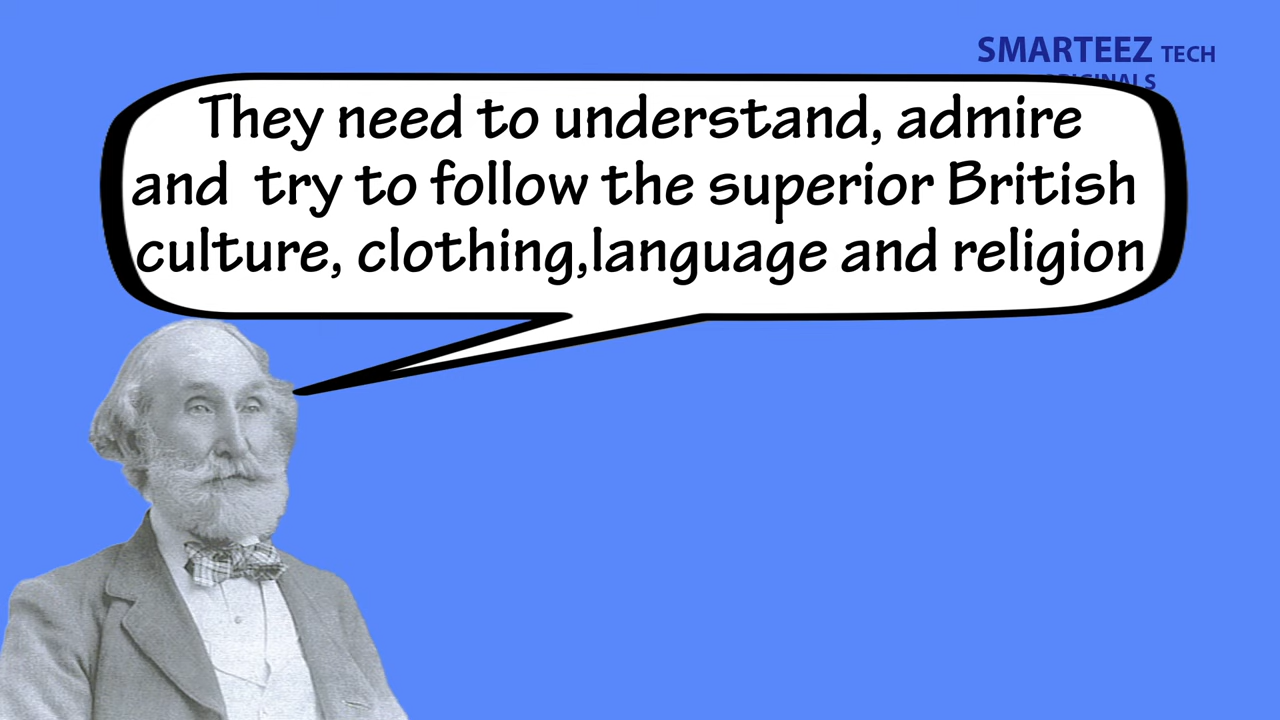 SMARTEEZ TECH
ORIGINALS
They need to understand, admire
and try to follow the superior British
culture, clothing,language and religion